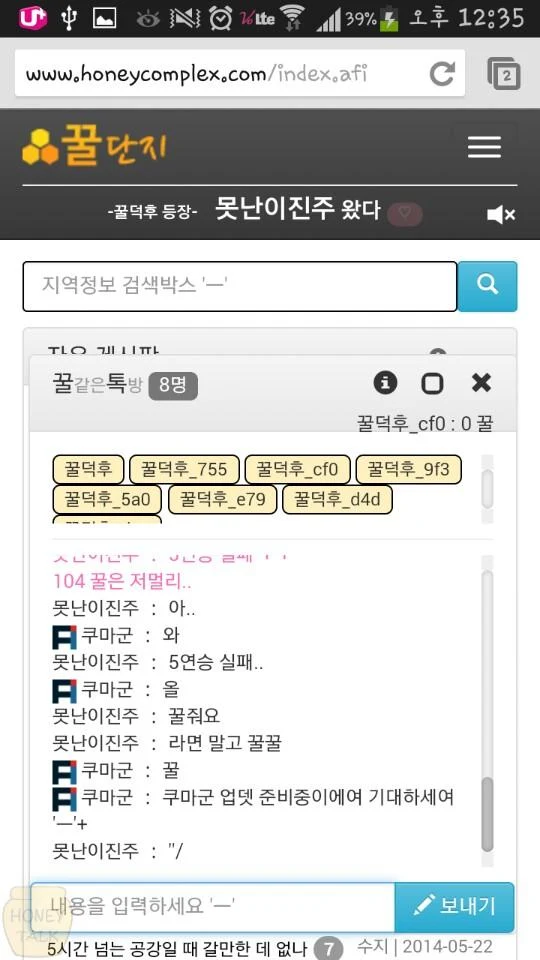 U+ LTE 39% 오후 12:35
www.honeycomplex.com/index.afi 2
꿀단지
-꿀덕후 등장- 못난이진주 왔다 ♡
지역정보 검색박스 'ㅡ'
자유 게시판
꿀같은톡방 8명
꿀덕후_cf0 : 0 꿀
꿀덕후 꿀덕후_755 꿀덕후_cf0 꿀덕후_9f3
꿀덕후_5a0 꿀덕후_e79 꿀덕후_d4d
못난이진주 : 5연승 실패
104 꿀은 저멀리..
못난이진주 : 아..
쿠마군 : 와
못난이진주 : 5연승 실패..
쿠마군 : 올
못난이진주 : 꿀줘요
못난이진주 : 라면 말고 꿀꿀
쿠마군 : 꿀
쿠마군 : 쿠마군 업뎃 준비중이에여 기대하세여
'ㅡ'+
못난이진주 : "/
내용을 입력하세요 'ㅡ' 보내기
HONEY
TALK
5시간 넘는 공강일 때 갈만한 데 없나 7 수지 | 2014-05-22